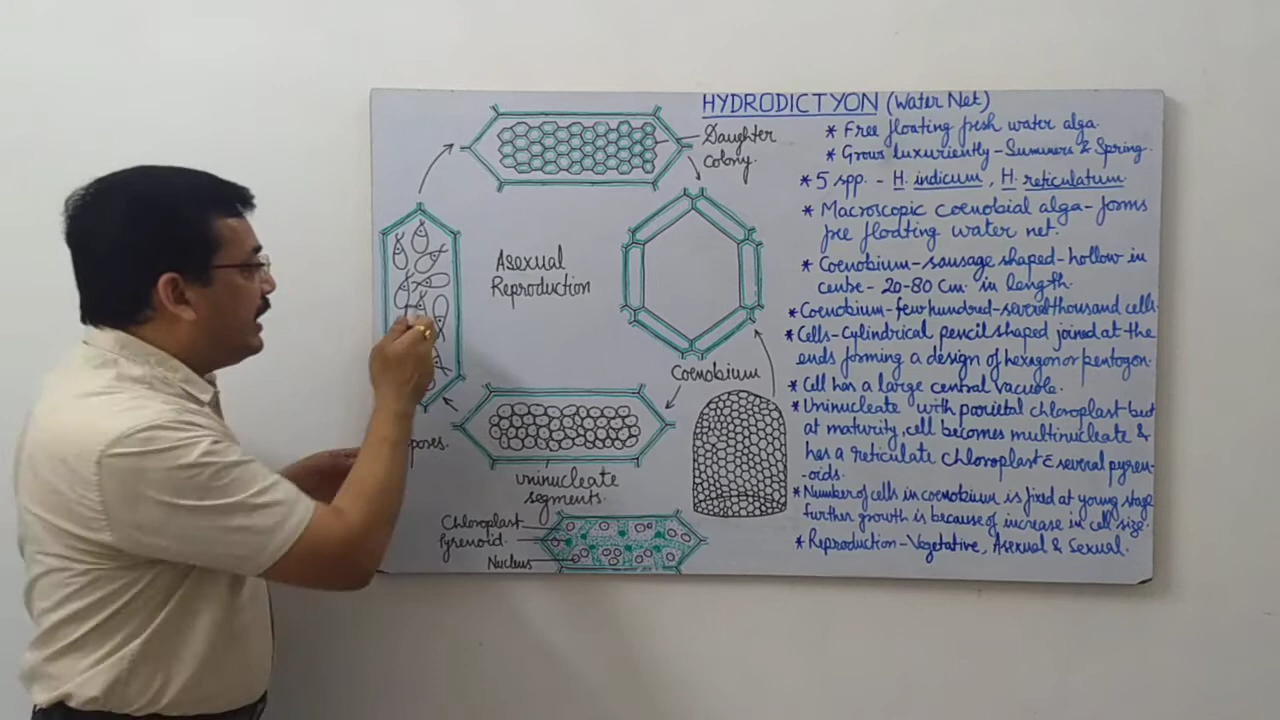 HYDRODICTYON (Water Net)
* Free floating fresh water alga.
* Grows luxuriently - Summers & Spring.
* 5 spp. - H. indicum, H. reticulatum.
* Macroscopic coenobial alga - forms
free floating water net.
* Coenobium - sausage shaped - hollow in
centre - 20-80 cm. in length.
* Coenobium - few hundred - several thousand cells.
* Cells - cylindrical pencil shaped joined at the
ends forming a design of hexagon or pentagon.
* Cell has a large central vacuole.
* Uninucleate with parietal chloroplast but
at maturity, cell becomes multinucleate &
has a reticulate chloroplast & several pyren-
-oids.
* Number of cells in coenobium is fixed at young stage
further growth is because of increase in cell size.
* Reproduction - Vegetative, Asexual & Sexual.
Daughter
colony.
Asexual
Reproduction
Coenobium
uninucleate
segments.
pores.
Chloroplast
Pyrenoid.
Nucleus